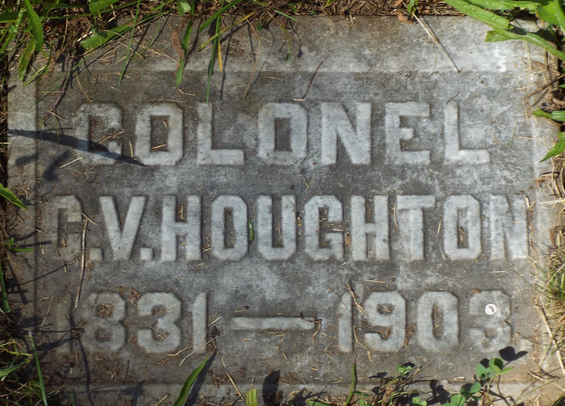 COLONEL
C.V.HOUGHTON
1831 — 1903.